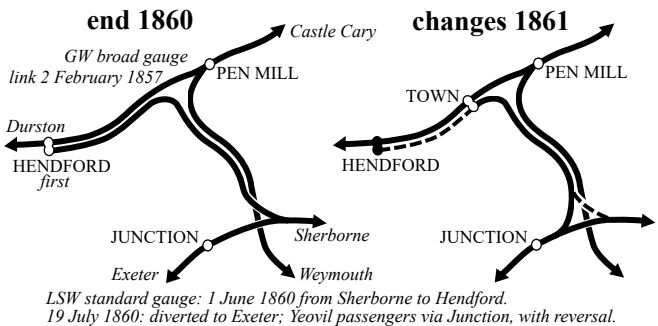 end 1860
Castle Cary
GW broad gauge
link 2 February 1857
PEN MILL
Durston
HENDFORD
first
JUNCTION
Sherborne
Exeter
Weymouth
changes 1861
PEN MILL
TOWN
HENDFORD
JUNCTION
LSW standard gauge: 1 June 1860 from Sherborne to Hendford.
19 July 1860: diverted to Exeter; Yeovil passengers via Junction, with reversal.